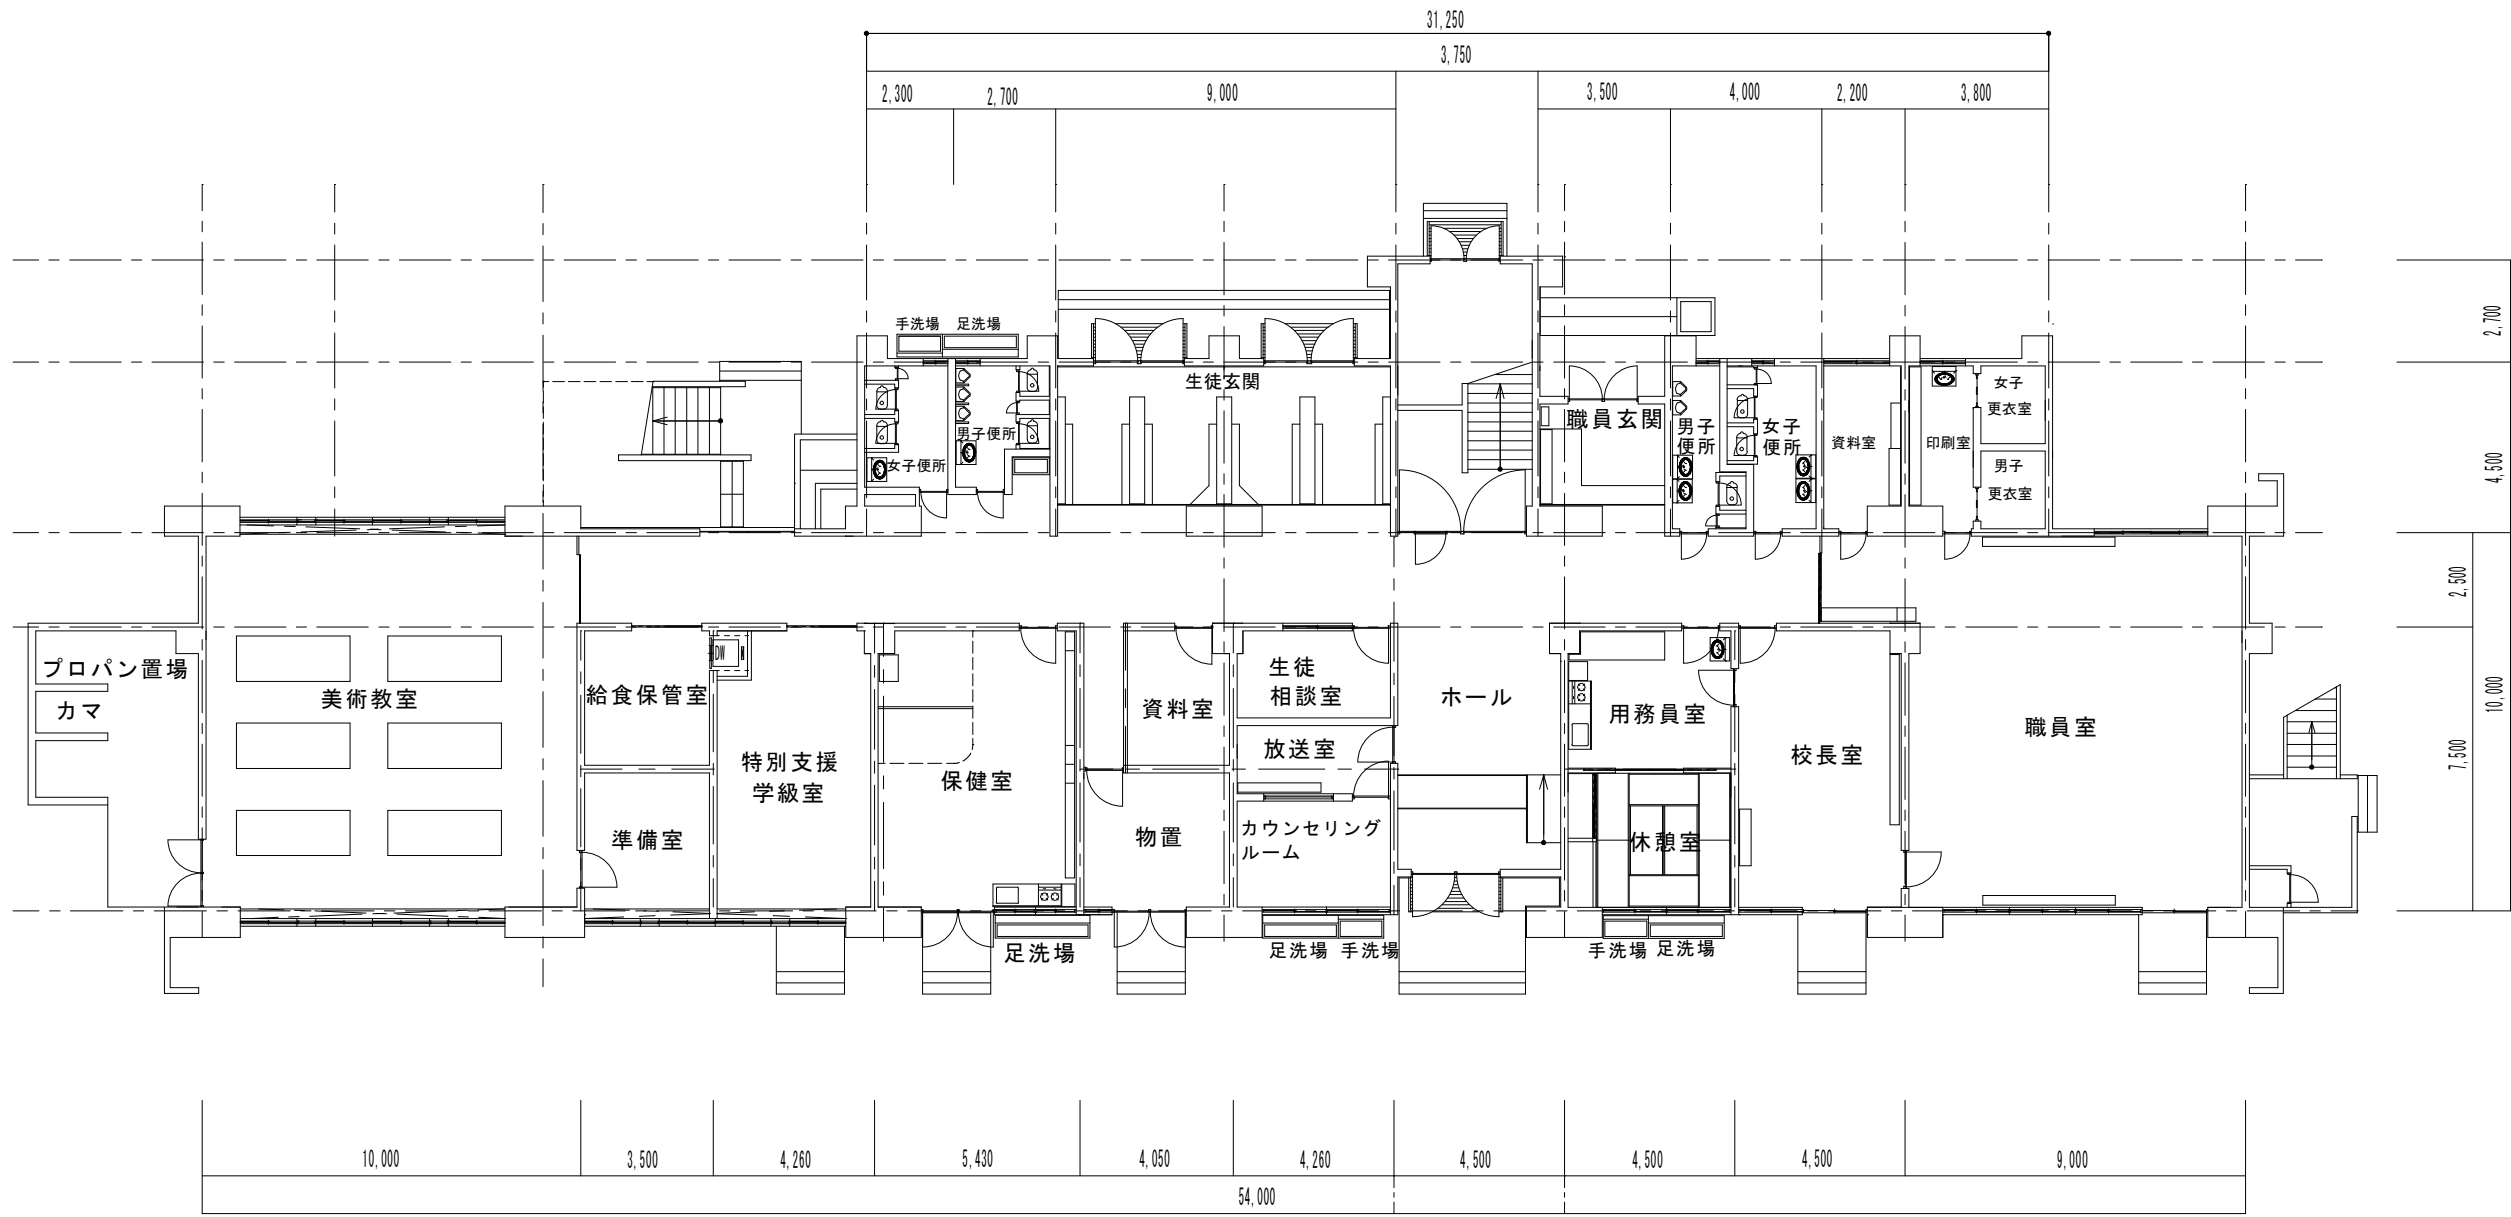 31,250
3,750
2,300
2,700
9,000
3,500
4,000
2,200
3,800
手洗場
足洗場
女子便所
男子便所
生徒玄関
職員玄関
男子
便所
女子
便所
資料室
印刷室
女子
更衣室
男子
更衣室
2,700
4,500
2,500
10,000
7,500
プロパン置場
カマ
美術教室
給食保管室
準備室
DW
特別支援
学級室
保健室
資料室
物置
生徒
相談室
放送室
カウンセリング
ルーム
ホール
用務員室
休憩室
校長室
職員室
足洗場
足洗場
手洗場
手洗場
足洗場
10,000
3,500
4,260
5,430
4,050
4,260
4,500
4,500
4,500
9,000
54,000